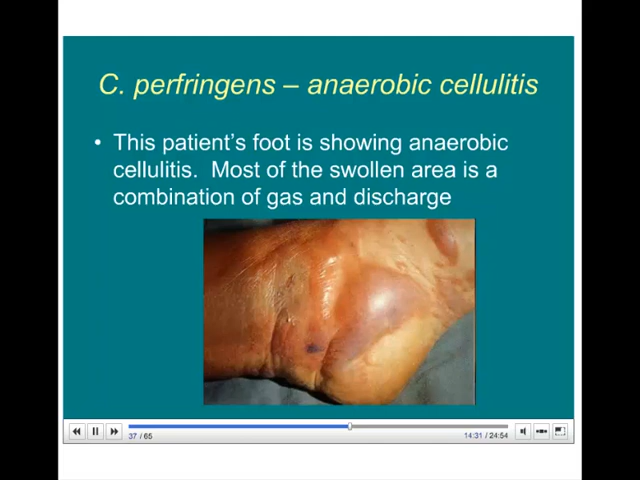 C. perfringens – anaerobic cellulitis
• This patient's foot is showing anaerobic
cellulitis. Most of the swollen area is a
combination of gas and discharge
37 / 65
14:31 / 24:54